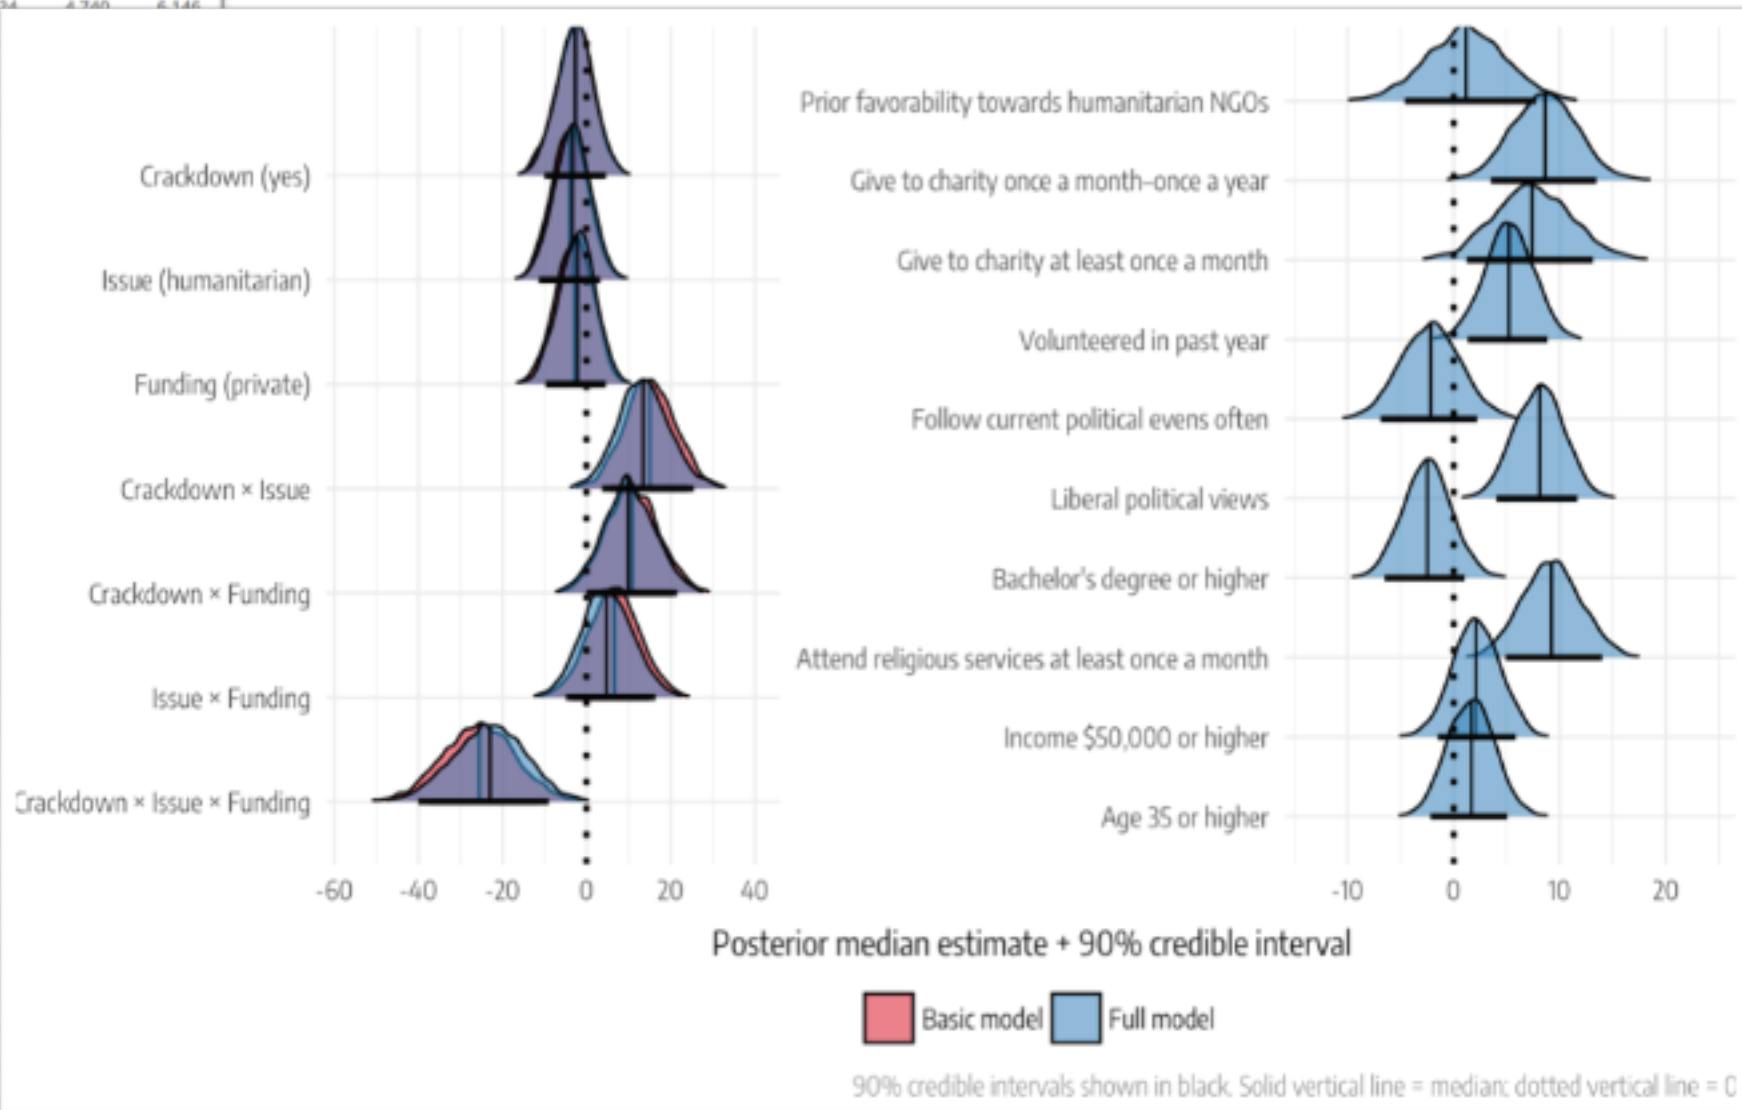 4.740 6.146
Prior favorability towards humanitarian NGOs
Crackdown (yes)
Give to charity once a month–once a year
Issue (humanitarian)
Give to charity at least once a month
Volunteered in past year
Funding (private)
Follow current political evens often
Crackdown × Issue
Liberal political views
Crackdown × Funding
Bachelor's degree or higher
Attend religious services at least once a month
Issue × Funding
Income $50,000 or higher
Crackdown × Issue × Funding
Age 35 or higher
-60 -40 -20 0 20 40
-10 0 10 20
Posterior median estimate + 90% credible interval
Basic model Full model
90% credible intervals shown in black. Solid vertical line = median; dotted vertical line = 0